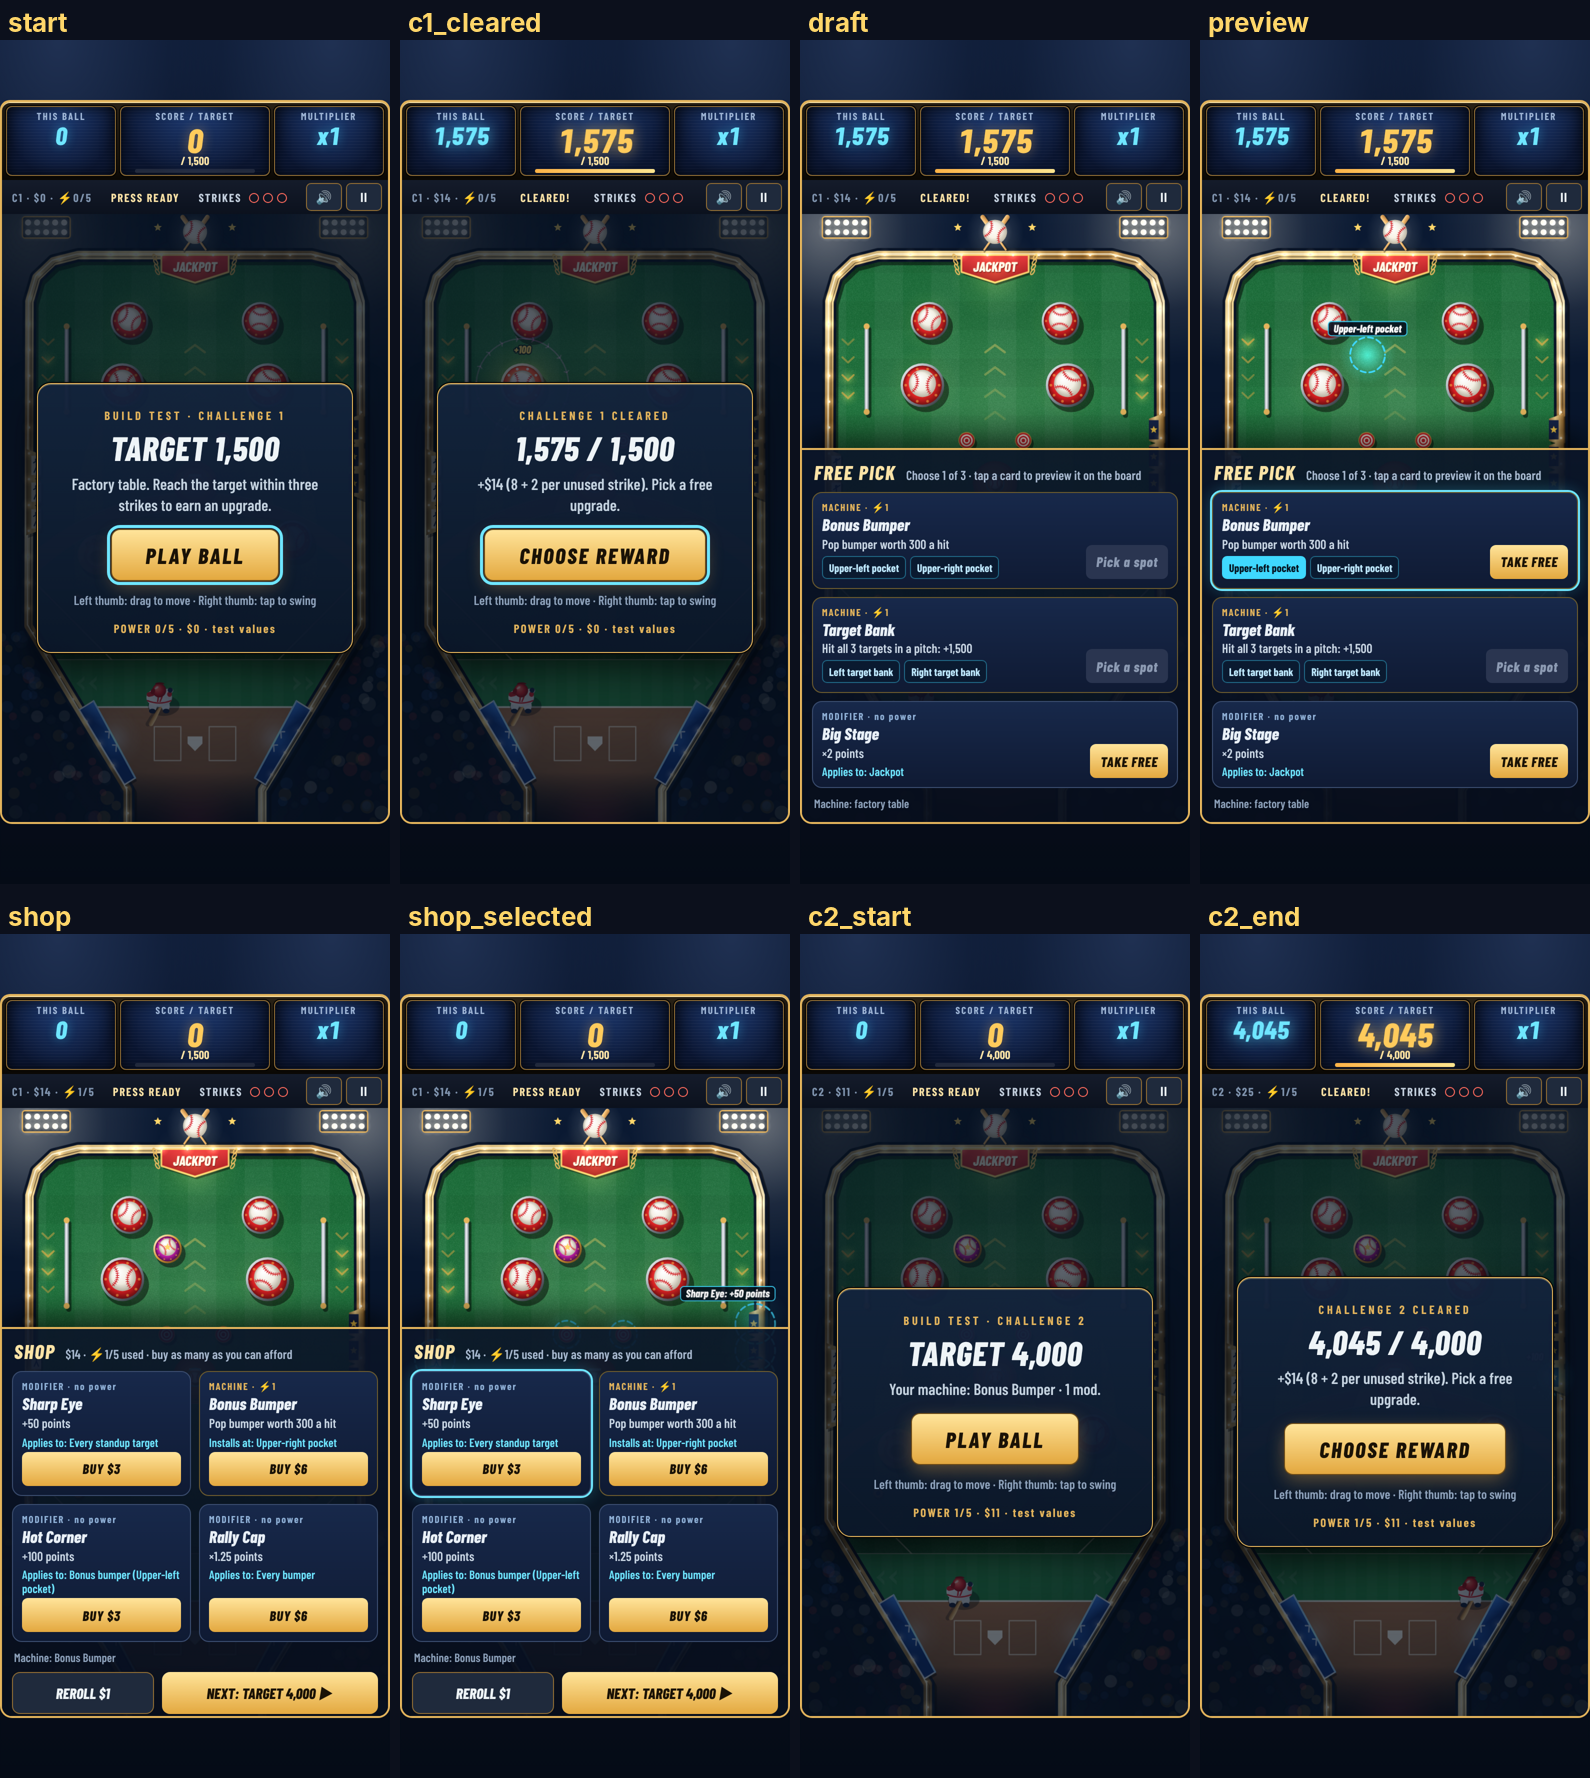 start
THIS BALL
0
SCORE / TARGET
0
/ 1,500
MULTIPLIER
x1
C1 · $0 · ⚡0/5
PRESS READY
STRIKES
JACKPOT
BUILD TEST · CHALLENGE 1
TARGET 1,500
Factory table. Reach the target within three
strikes to earn an upgrade.
PLAY BALL
Left thumb: drag to move · Right thumb: tap to swing
POWER 0/5 · $0 · test values
c1_cleared
THIS BALL
1,575
SCORE / TARGET
1,575
/ 1,500
MULTIPLIER
x1
C1 · $14 · ⚡0/5
CLEARED!
STRIKES
JACKPOT
+100
CHALLENGE 1 CLEARED
1,575 / 1,500
+$14 (8 + 2 per unused strike). Pick a free
upgrade.
CHOOSE REWARD
Left thumb: drag to move · Right thumb: tap to swing
POWER 0/5 · $0 · test values
draft
THIS BALL
1,575
SCORE / TARGET
1,575
/ 1,500
MULTIPLIER
x1
C1 · $14 · ⚡0/5
CLEARED!
STRIKES
JACKPOT
FREE PICK Choose 1 of 3 · tap a card to preview it on the board
MACHINE · ⚡1
Bonus Bumper
Pop bumper worth 300 a hit
Upper-left pocket
Upper-right pocket
Pick a spot
MACHINE · ⚡1
Target Bank
Hit all 3 targets in a pitch: +1,500
Left target bank
Right target bank
Pick a spot
MODIFIER · no power
Big Stage
×2 points
Applies to: Jackpot
TAKE FREE
Machine: factory table
preview
THIS BALL
1,575
SCORE / TARGET
1,575
/ 1,500
MULTIPLIER
x1
C1 · $14 · ⚡0/5
CLEARED!
STRIKES
JACKPOT
Upper-left pocket
FREE PICK Choose 1 of 3 · tap a card to preview it on the board
MACHINE · ⚡1
Bonus Bumper
Pop bumper worth 300 a hit
Upper-left pocket
Upper-right pocket
TAKE FREE
MACHINE · ⚡1
Target Bank
Hit all 3 targets in a pitch: +1,500
Left target bank
Right target bank
Pick a spot
MODIFIER · no power
Big Stage
×2 points
Applies to: Jackpot
TAKE FREE
Machine: factory table
shop
THIS BALL
0
SCORE / TARGET
0
/ 1,500
MULTIPLIER
x1
C1 · $14 · ⚡1/5
PRESS READY
STRIKES
JACKPOT
SHOP $14 · ⚡1/5 used · buy as many as you can afford
MODIFIER · no power
Sharp Eye
+50 points
Applies to: Every standup target
BUY $3
MACHINE · ⚡1
Bonus Bumper
Pop bumper worth 300 a hit
Installs at: Upper-right pocket
BUY $6
MODIFIER · no power
Hot Corner
+100 points
Applies to: Bonus bumper (Upper-left
pocket)
BUY $3
MODIFIER · no power
Rally Cap
×1.25 points
Applies to: Every bumper
BUY $6
Machine: Bonus Bumper
REROLL $1
NEXT: TARGET 4,000 ▶
shop_selected
THIS BALL
0
SCORE / TARGET
0
/ 1,500
MULTIPLIER
x1
C1 · $14 · ⚡1/5
PRESS READY
STRIKES
JACKPOT
Sharp Eye: +50 points
SHOP $14 · ⚡1/5 used · buy as many as you can afford
MODIFIER · no power
Sharp Eye
+50 points
Applies to: Every standup target
BUY $3
MACHINE · ⚡1
Bonus Bumper
Pop bumper worth 300 a hit
Installs at: Upper-right pocket
BUY $6
MODIFIER · no power
Hot Corner
+100 points
Applies to: Bonus bumper (Upper-left
pocket)
BUY $3
MODIFIER · no power
Rally Cap
×1.25 points
Applies to: Every bumper
BUY $6
Machine: Bonus Bumper
REROLL $1
NEXT: TARGET 4,000 ▶
c2_start
THIS BALL
0
SCORE / TARGET
0
/ 4,000
MULTIPLIER
x1
C2 · $11 · ⚡1/5
PRESS READY
STRIKES
JACKPOT
BUILD TEST · CHALLENGE 2
TARGET 4,000
Your machine: Bonus Bumper · 1 mod.
PLAY BALL
Left thumb: drag to move · Right thumb: tap to swing
POWER 1/5 · $11 · test values
c2_end
THIS BALL
4,045
SCORE / TARGET
4,045
/ 4,000
MULTIPLIER
x1
C2 · $25 · ⚡1/5
CLEARED!
STRIKES
JACKPOT
CHALLENGE 2 CLEARED
4,045 / 4,000
+$14 (8 + 2 per unused strike). Pick a free
upgrade.
CHOOSE REWARD
Left thumb: drag to move · Right thumb: tap to swing
POWER 1/5 · $11 · test values